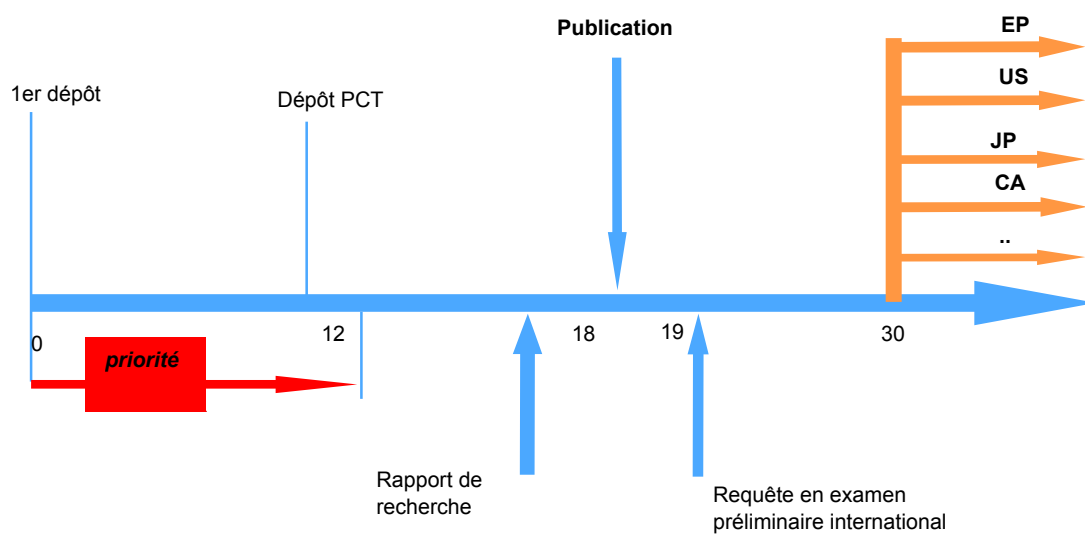 Publication
EP
US
JP
CA
..
1er dépôt
Dépôt PCT
0
12
18
19
30
priorité
Rapport de
recherche
Requête en examen
préliminaire international